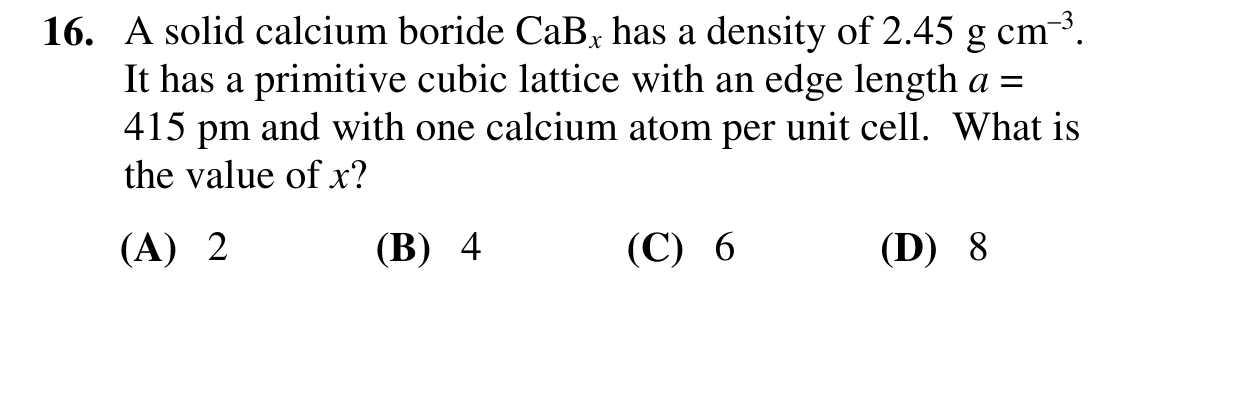 16. A solid calcium boride CaBₓ has a density of 2.45 g cm⁻³.
It has a primitive cubic lattice with an edge length a =
415 pm and with one calcium atom per unit cell. What is
the value of x?
(A) 2 (B) 4 (C) 6 (D) 8